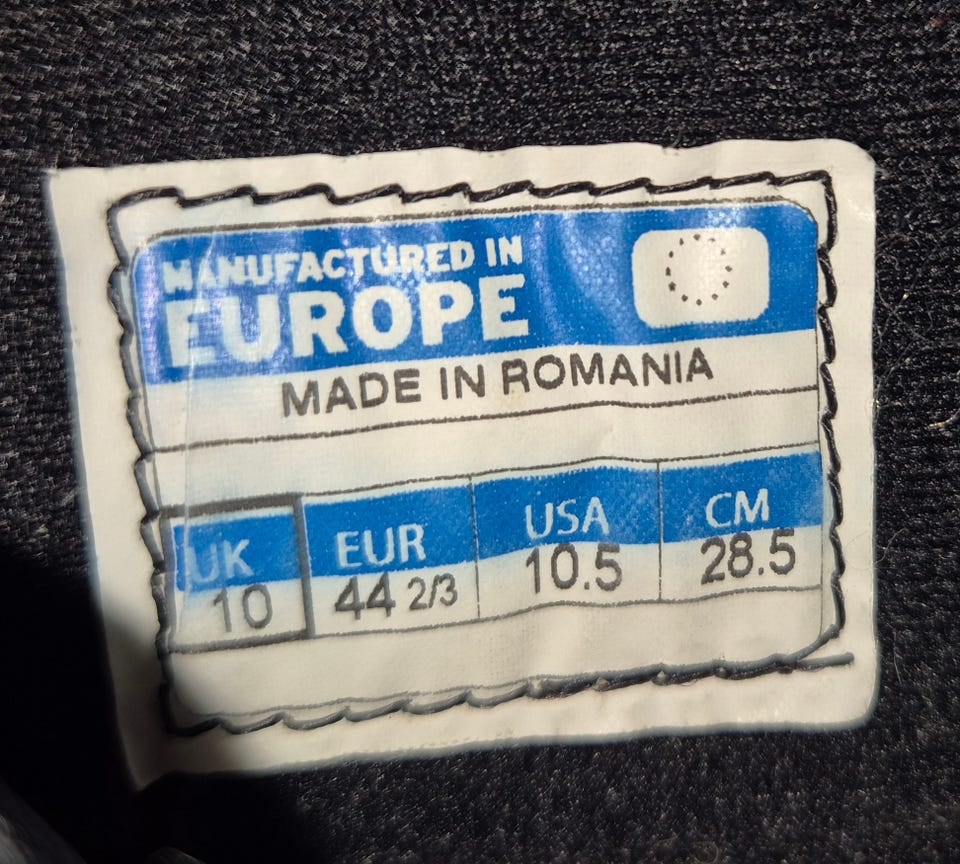 MANUFACTURED IN
EUROPE
MADE IN ROMANIA
UK EUR USA CM
10 44 2/3 10.5 28.5